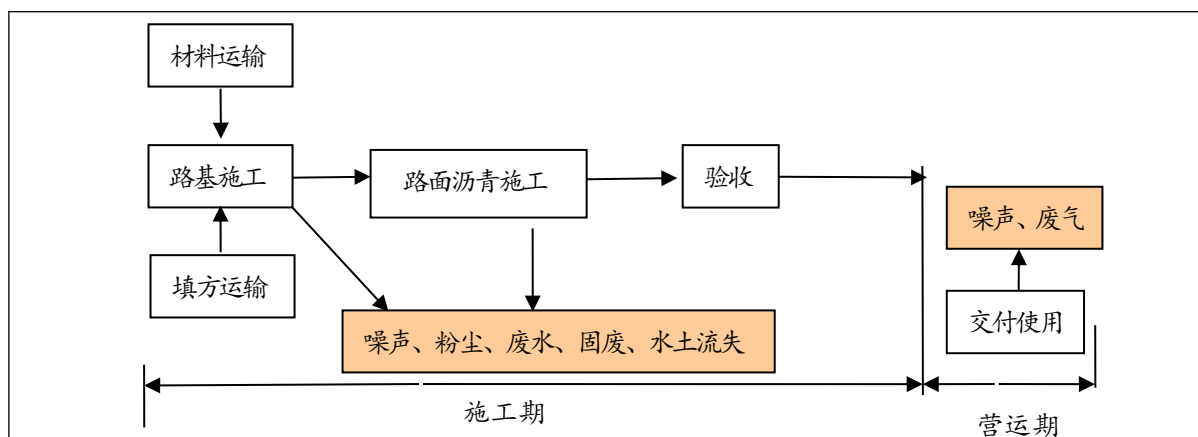 材料运输
路基施工
路面沥青施工
验收
噪声、废气
填方运输
交付使用
噪声、粉尘、废水、固废、水土流失
施工期
营运期